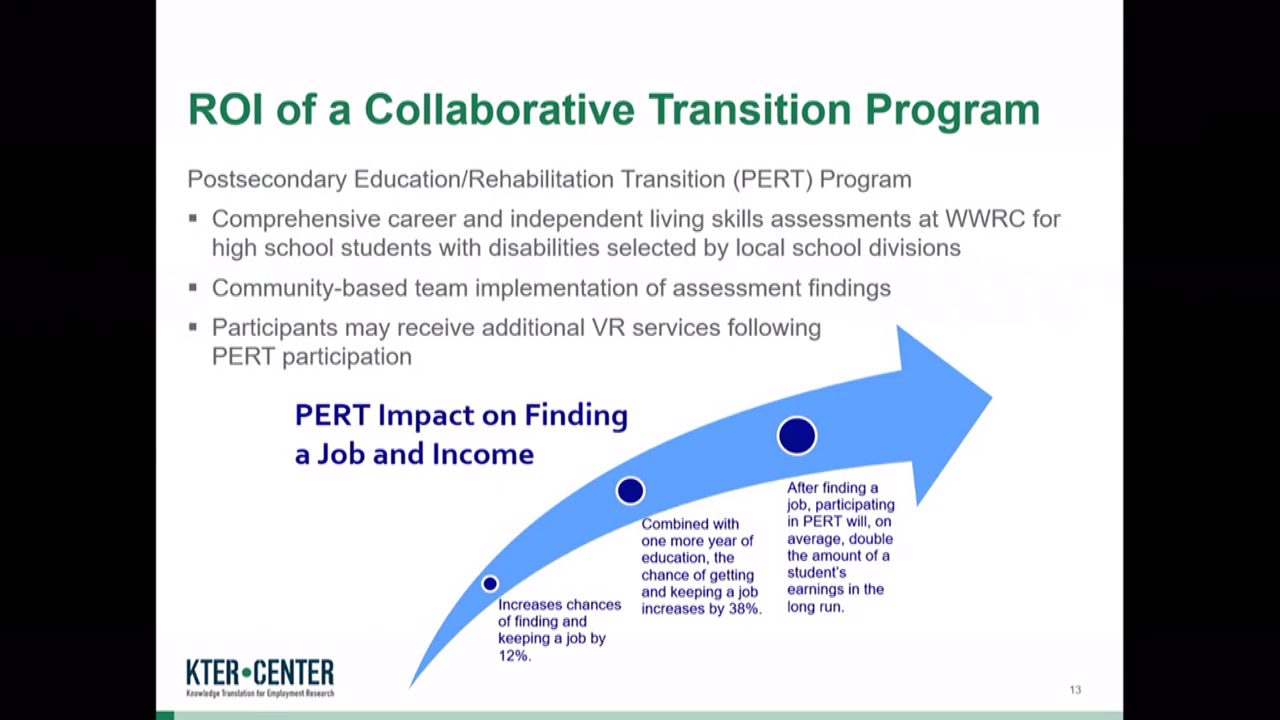 ROI of a Collaborative Transition Program
Postsecondary Education/Rehabilitation Transition (PERT) Program
▪ Comprehensive career and independent living skills assessments at WWRC for
high school students with disabilities selected by local school divisions
▪ Community-based team implementation of assessment findings
▪ Participants may receive additional VR services following
PERT participation
PERT Impact on Finding
a Job and Income
Increases chances
of finding and
keeping a job by
12%.
Combined with
one more year of
education, the
chance of getting
and keeping a job
increases by 38%.
After finding a
job, participating
in PERT will, on
average, double
the amount of a
student's
earnings in the
long run.
KTER•CENTER
Knowledge Translation for Employment Research
13